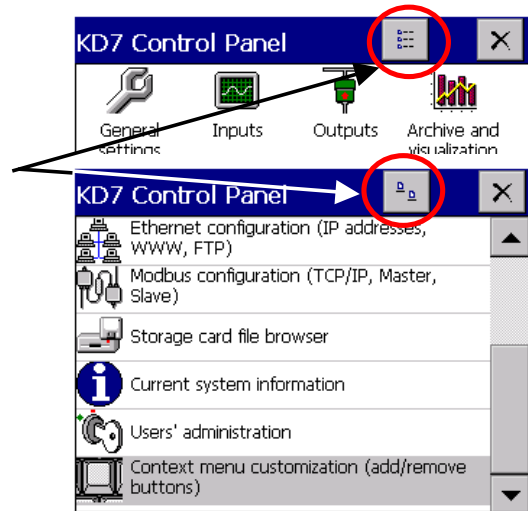 KD7 Control Panel
General settings
Inputs
Outputs
Archive and visualization
KD7 Control Panel
Ethernet configuration (IP addresses,
WWW, FTP)
Modbus configuration (TCP/IP, Master,
Slave)
Storage card file browser
Current system information
Users' administration
Context menu customization (add/remove
buttons)